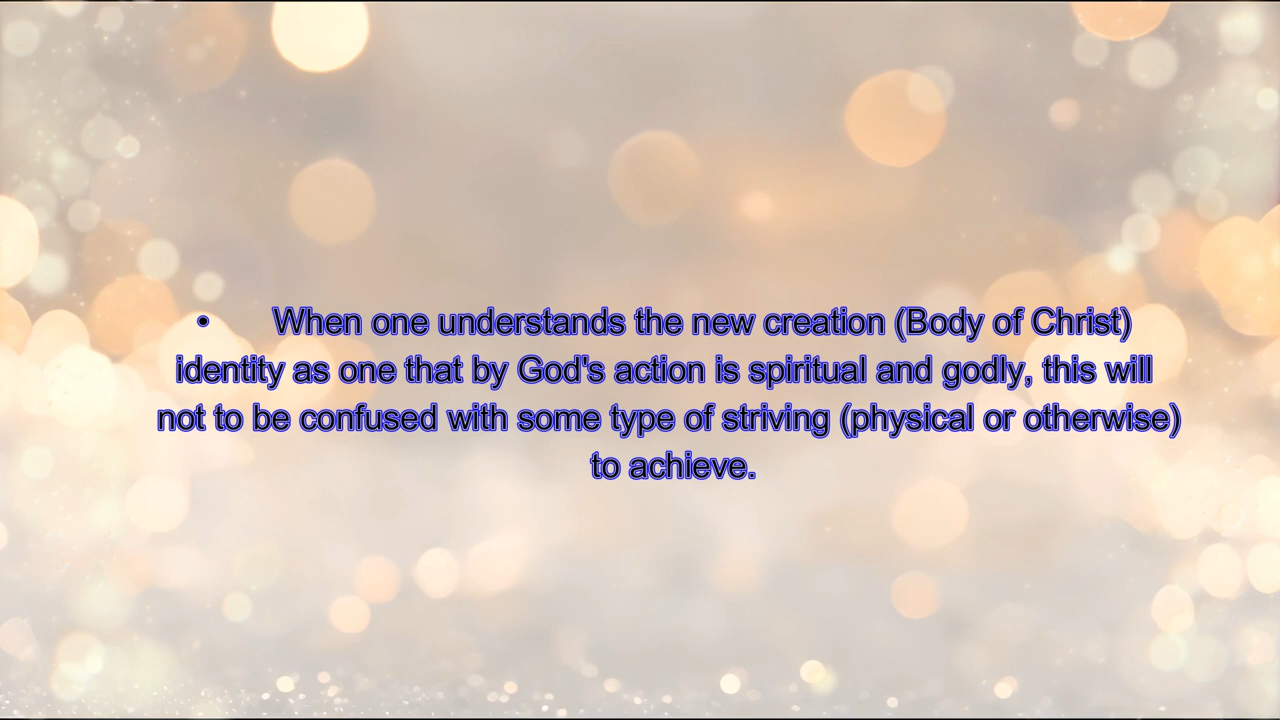 • When one understands the new creation (Body of Christ)
identity as one that by God's action is spiritual and godly, this will
not to be confused with some type of striving (physical or otherwise)
to achieve.